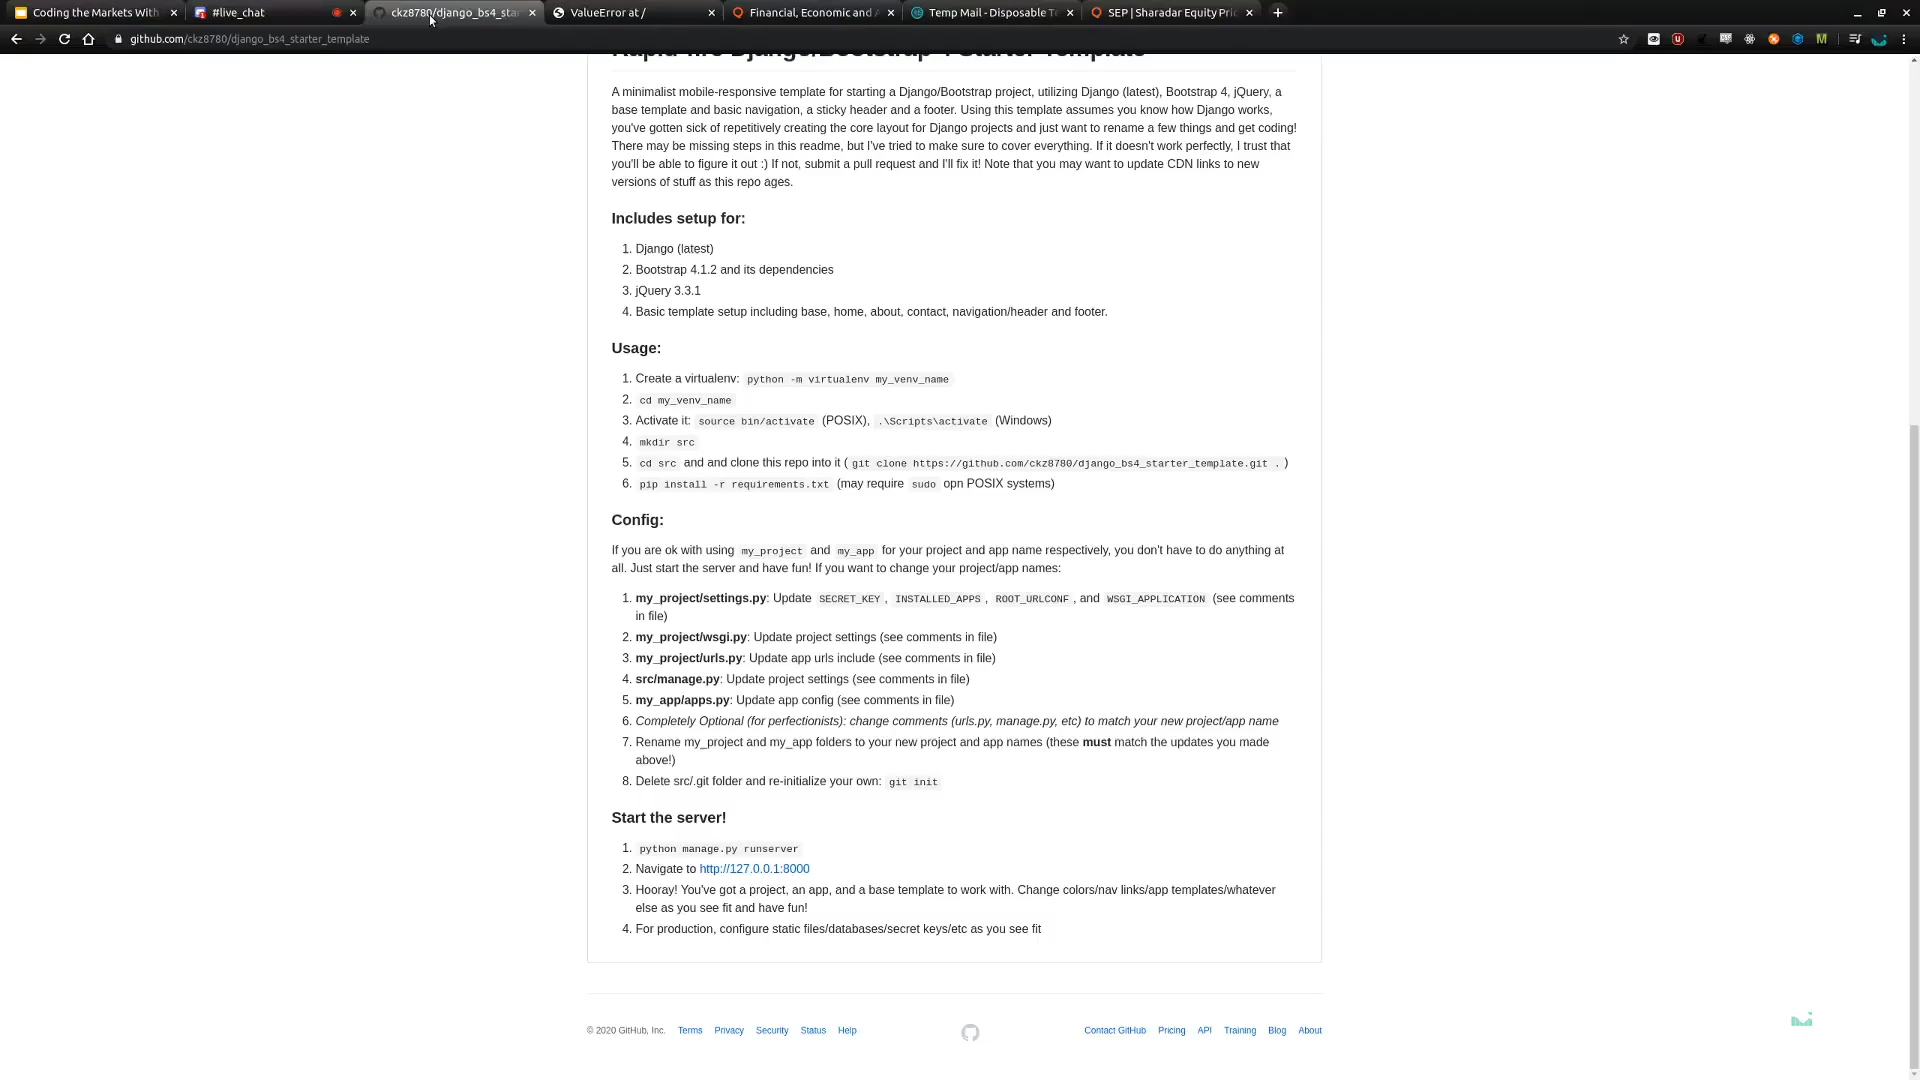 Coding the Markets With
#live_chat
ckz8780/django_bs4_sta
ValueError at /
Financial, Economic and
Temp Mail - Disposable Te
SEP | Sharadar Equity Pri
github.com/ckz8780/django_bs4_starter_template
Rapid-fire Django/Bootstrap 4 Starter Template
A minimalist mobile-responsive template for starting a Django/Bootstrap project, utilizing Django (latest), Bootstrap 4, jQuery, a
base template and basic navigation, a sticky header and a footer. Using this template assumes you know how Django works,
you've gotten sick of repetitively creating the core layout for Django projects and just want to rename a few things and get coding!
There may be missing steps in this readme, but I've tried to make sure to cover everything. If it doesn't work perfectly, I trust that
you'll be able to figure it out :) If not, submit a pull request and I'll fix it! Note that you may want to update CDN links to new
versions of stuff as this repo ages.
Includes setup for:
1. Django (latest)
2. Bootstrap 4.1.2 and its dependencies
3. jQuery 3.3.1
4. Basic template setup including base, home, about, contact, navigation/header and footer.
Usage:
1. Create a virtualenv: python -m virtualenv my_venv_name
2. cd my_venv_name
3. Activate it: source bin/activate (POSIX), .\Scripts\activate (Windows)
4. mkdir src
5. cd src and and clone this repo into it ( git clone https://github.com/ckz8780/django_bs4_starter_template.git . )
6. pip install -r requirements.txt (may require sudo opn POSIX systems)
Config:
If you are ok with using my_project and my_app for your project and app name respectively, you don't have to do anything at
all. Just start the server and have fun! If you want to change your project/app names:
1. my_project/settings.py: Update SECRET_KEY , INSTALLED_APPS , ROOT_URLCONF , and WSGI_APPLICATION (see comments
in file)
2. my_project/wsgi.py: Update project settings (see comments in file)
3. my_project/urls.py: Update app urls include (see comments in file)
4. src/manage.py: Update project settings (see comments in file)
5. my_app/apps.py: Update app config (see comments in file)
6. Completely Optional (for perfectionists): change comments (urls.py, manage.py, etc) to match your new project/app name
7. Rename my_project and my_app folders to your new project and app names (these must match the updates you made
above!)
8. Delete src/.git folder and re-initialize your own: git init
Start the server!
1. python manage.py runserver
2. Navigate to http://127.0.0.1:8000
3. Hooray! You've got a project, an app, and a base template to work with. Change colors/nav links/app templates/whatever
else as you see fit and have fun!
4. For production, configure static files/databases/secret keys/etc as you see fit
© 2020 GitHub, Inc. Terms Privacy Security Status Help Contact GitHub Pricing API Training Blog About